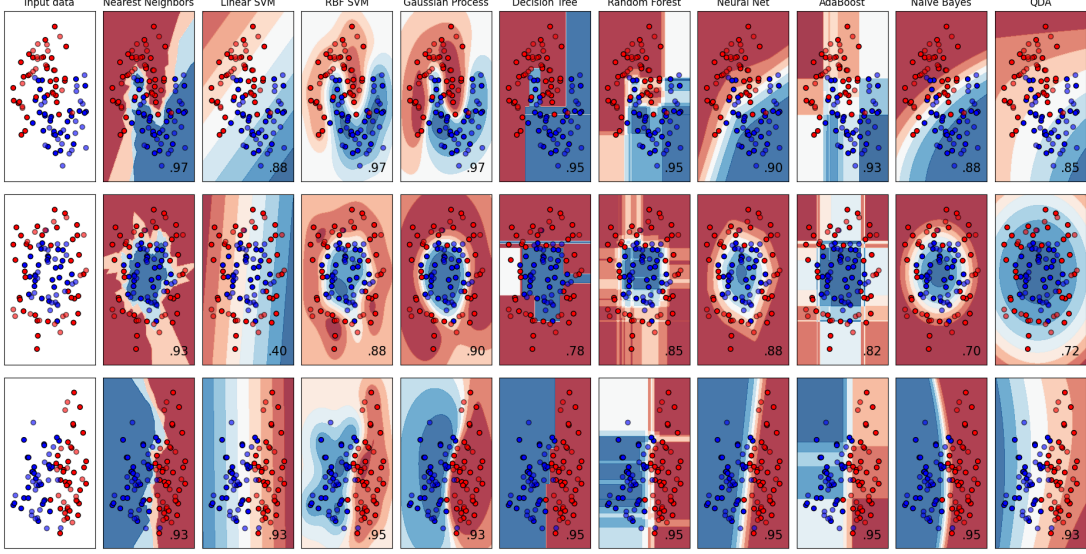 Input data Nearest Neighbors Linear SVM RBF SVM Gaussian Process Decision Tree Random Forest Neural Net AdaBoost Naive Bayes QDA
.97 .88 .97 .97 .95 .95 .90 .93 .88 .85
.93 .40 .88 .90 .78 .85 .88 .82 .70 .72
.93 .93 .95 .93 .95 .95 .95 .95 .95 .93